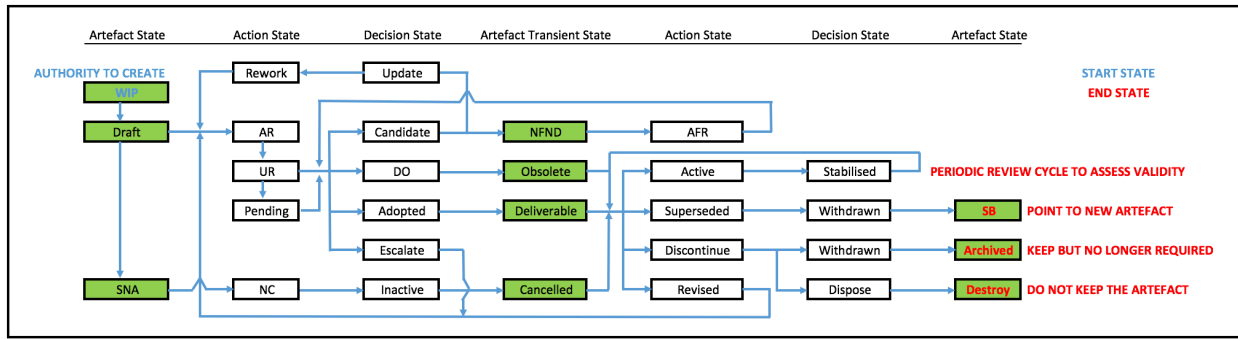 Artefact State Action State Decision State Artefact Transient State Action State Decision State Artefact State
Rework Update
AUTHORITY TO CREATE START STATE
WIP END STATE
Draft AR Candidate NFND AFR
UR DO Obsolete Active Stabilised PERIODIC REVIEW CYCLE TO ASSESS VALIDITY
Pending Adopted Deliverable Superseded Withdrawn SB POINT TO NEW ARTEFACT
Escalate Discontinue Withdrawn Archived KEEP BUT NO LONGER REQUIRED
SNA NC Inactive Cancelled Revised Dispose Destroy DO NOT KEEP THE ARTEFACT